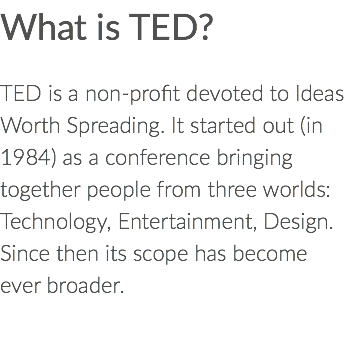 What is TED?
TED is a non-profit devoted to Ideas
Worth Spreading. It started out (in
1984) as a conference bringing
together people from three worlds:
Technology, Entertainment, Design.
Since then its scope has become
ever broader.